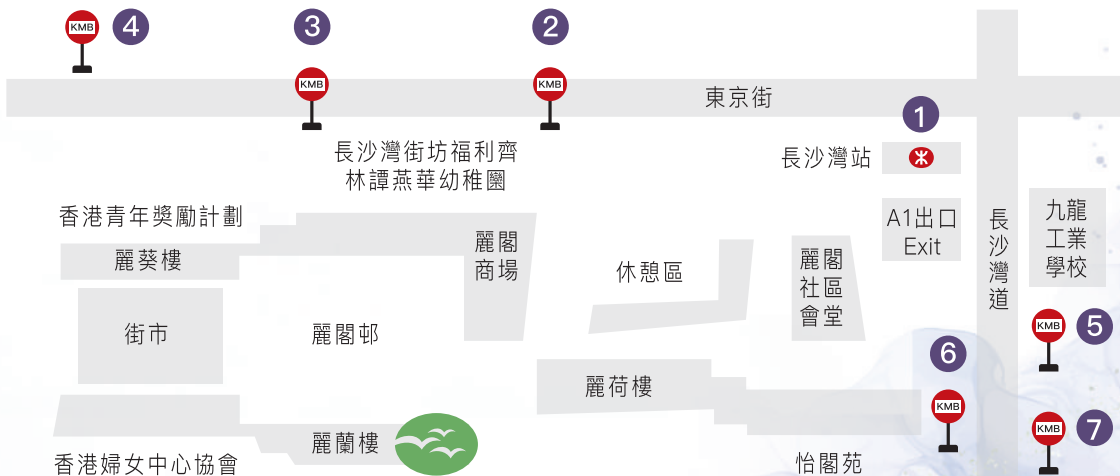 KMB 4
KMB 3
KMB 2
東京街
1
長沙灣站
長沙灣街坊福利齊
林譚燕華幼稚園
香港青年獎勵計劃
麗葵樓
麗閣
商場
休憩區
麗閣
社區
會堂
A1出口
Exit
長沙灣道
九龍
工業
學校
街市
麗閣邨
KMB 5
6
KMB
麗荷樓
KMB 7
麗蘭樓
香港婦女中心協會
怡閣苑